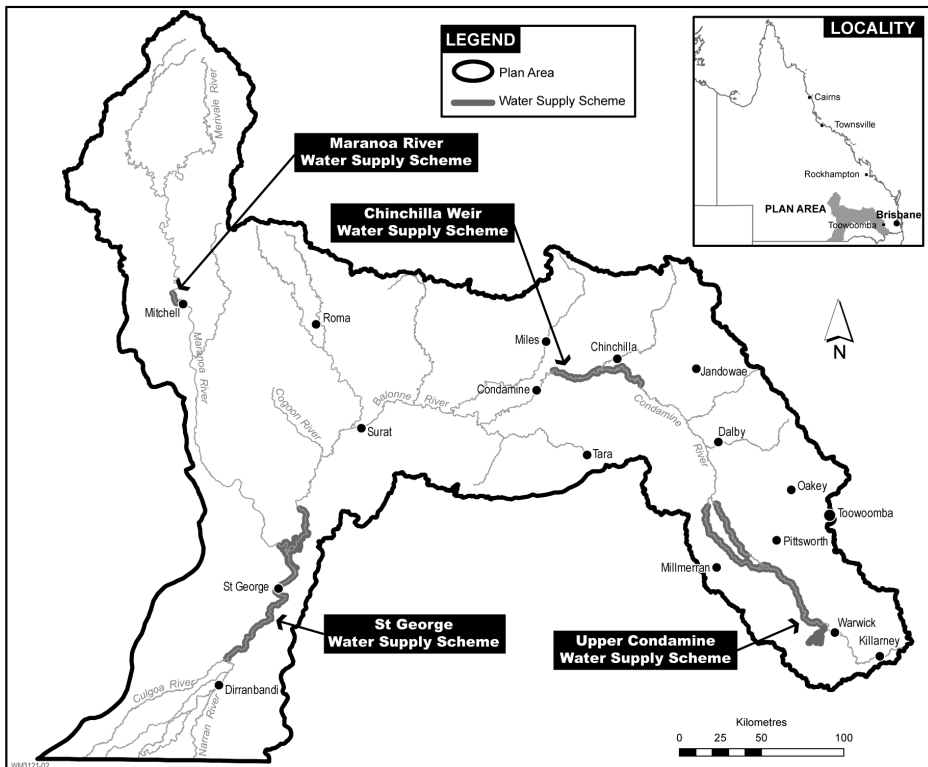 LEGEND
Plan Area
Water Supply Scheme
LOCALITY
Cairns
Townsville
Rockhampton
PLAN AREA
Brisbane
Toowoomba
Merivale River
Maranoa River
Water Supply Scheme
Chinchilla Weir
Water Supply Scheme
Mitchell
Roma
Miles
Chinchilla
Jandowae
N
Maranoa River
Cogoon River
Balonne River
Condamine
Condamine River
Surat
Tara
Dalby
Oakey
Toowoomba
Pittsworth
Millmerran
St George
St George
Water Supply Scheme
Upper Condamine
Water Supply Scheme
Warwick
Killarney
Culgoa River
Dirranbandi
Narran River
Kilometres
0 25 50 100
WM3121-02